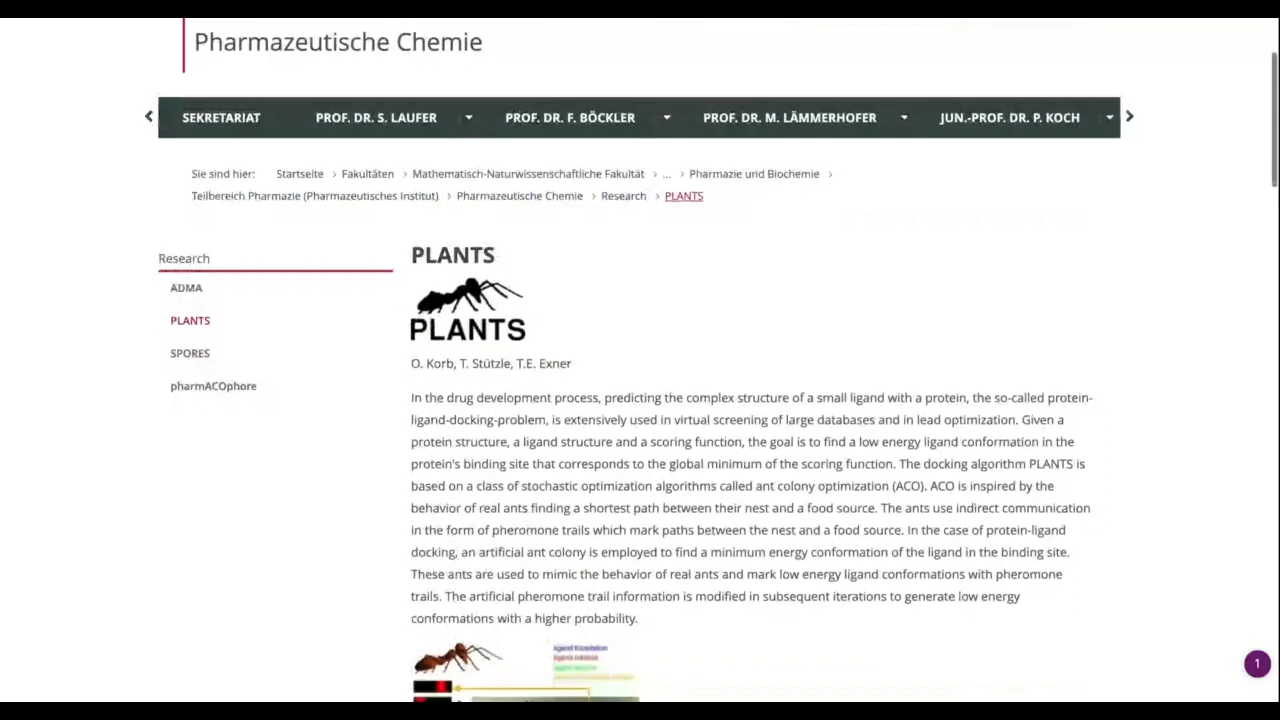 Pharmazeutische Chemie
SEKRETARIAT PROF. DR. S. LAUFER PROF. DR. F. BÖCKLER PROF. DR. M. LÄMMERHOFER JUN.-PROF. DR. P. KOCH
Sie sind hier: Startseite > Fakultäten > Mathematisch-Naturwissenschaftliche Fakultät > ... > Pharmazie und Biochemie >
Teilbereich Pharmazie (Pharmazeutisches Institut) > Pharmazeutische Chemie > Research > PLANTS
Research
ADMA
PLANTS
SPORES
pharmACOphore
PLANTS
PLANTS
O. Korb, T. Stützle, T.E. Exner
In the drug development process, predicting the complex structure of a small ligand with a protein, the so-called protein-
ligand-docking-problem, is extensively used in virtual screening of large databases and in lead optimization. Given a
protein structure, a ligand structure and a scoring function, the goal is to find a low energy ligand conformation in the
protein's binding site that corresponds to the global minimum of the scoring function. The docking algorithm PLANTS is
based on a class of stochastic optimization algorithms called ant colony optimization (ACO). ACO is inspired by the
behavior of real ants finding a shortest path between their nest and a food source. The ants use indirect communication
in the form of pheromone trails which mark paths between the nest and a food source. In the case of protein-ligand
docking, an artificial ant colony is employed to find a minimum energy conformation of the ligand in the binding site.
These ants are used to mimic the behavior of real ants and mark low energy ligand conformations with pheromone
trails. The artificial pheromone trail information is modified in subsequent iterations to generate low energy
conformations with a higher probability.
ligand translation
1